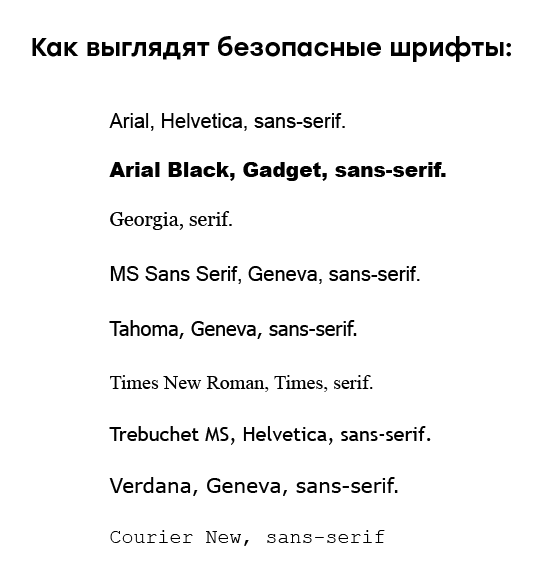 Как выглядят безопасные шрифты:
Arial, Helvetica, sans-serif.
Arial Black, Gadget, sans-serif.
Georgia, serif.
MS Sans Serif, Geneva, sans-serif.
Tahoma, Geneva, sans-serif.
Times New Roman, Times, serif.
Trebuchet MS, Helvetica, sans-serif.
Verdana, Geneva, sans-serif.
Courier New, sans-serif